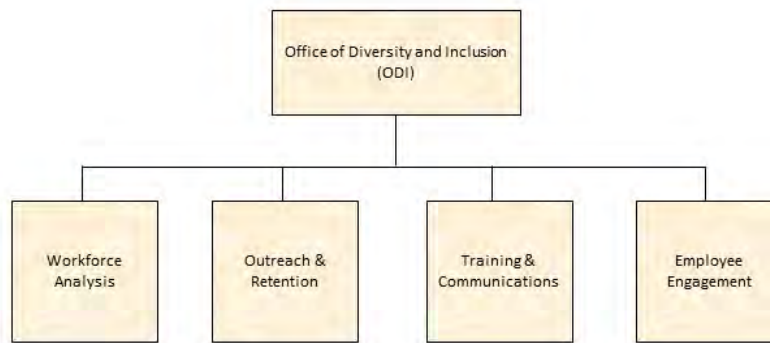 Office of Diversity and Inclusion
(ODI)
Workforce
Analysis
Outreach &
Retention
Training &
Communications
Employee
Engagement